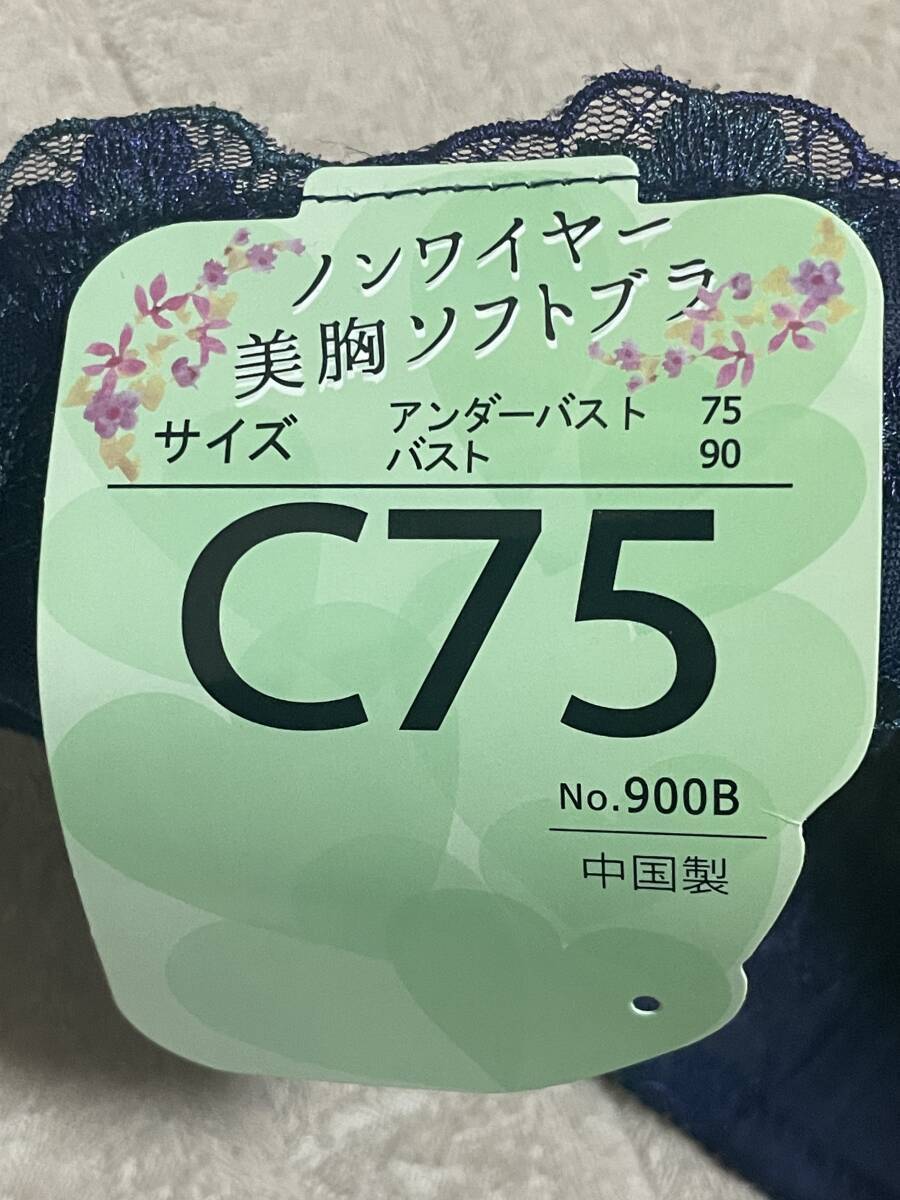 ノンワイヤー
美胸ソフトブラ
サイズ アンダーバスト 75
バスト 90
C75
No.900B
中国製